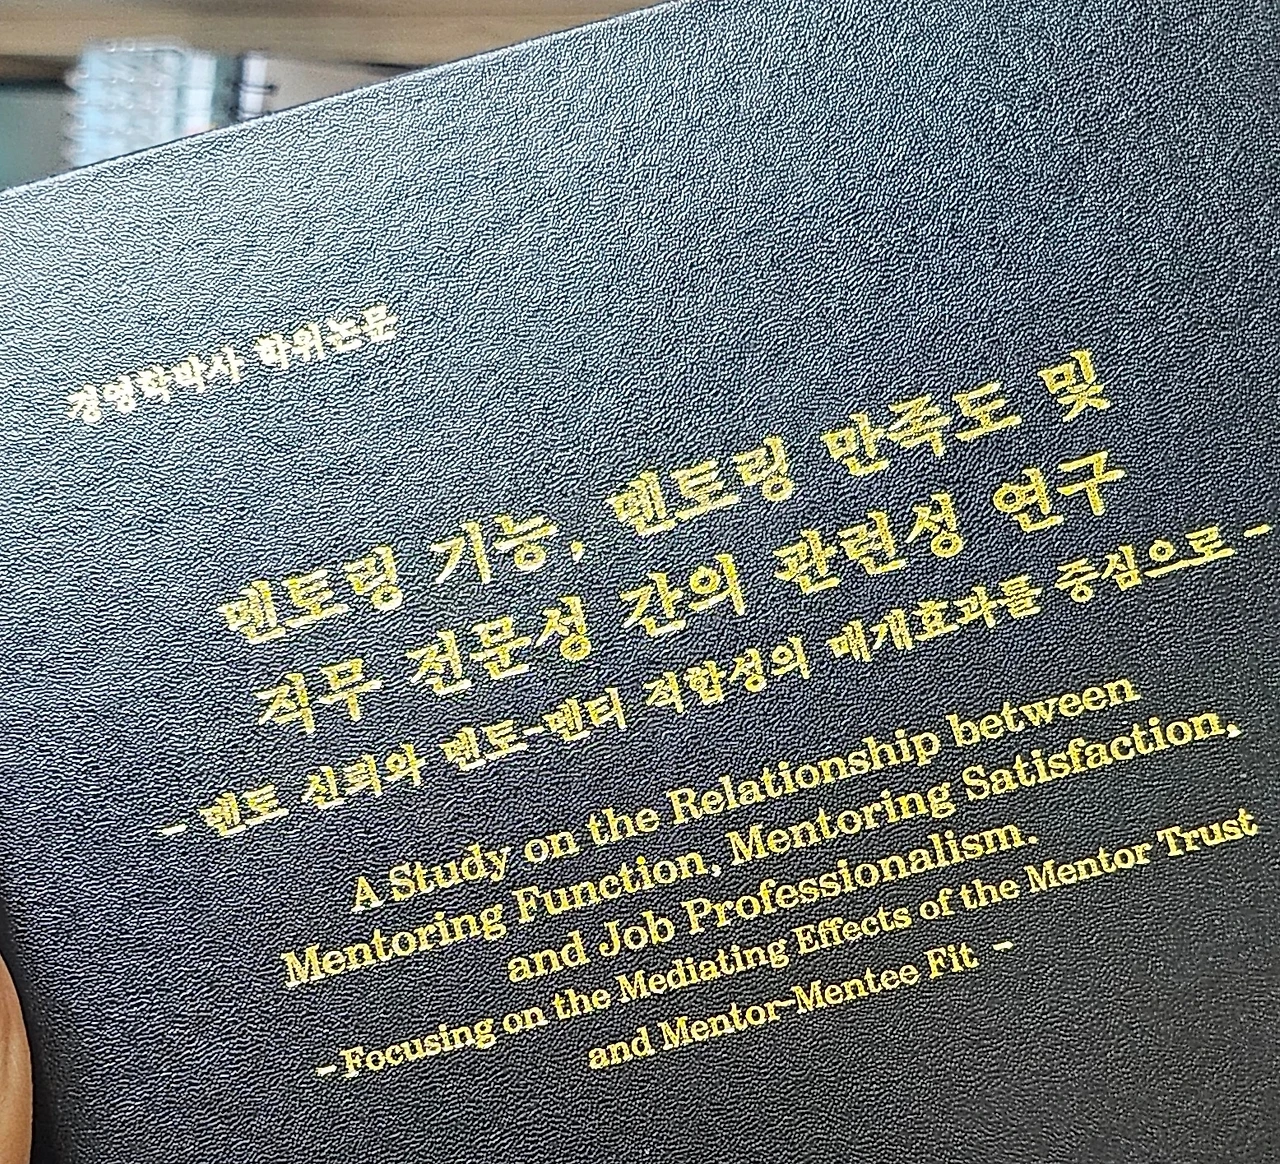 경영학박사 학위논문
멘토링 기능, 멘토링 만족도 및
직무 전문성 간의 관련성 연구
- 멘토 신뢰와 멘토-멘티 적합성의 매개효과를 중심으로 -
A Study on the Relationship between
Mentoring Function, Mentoring Satisfaction,
and Job Professionalism.
- Focusing on the Mediating Effects of the Mentor Trust
and Mentor-Mentee Fit -